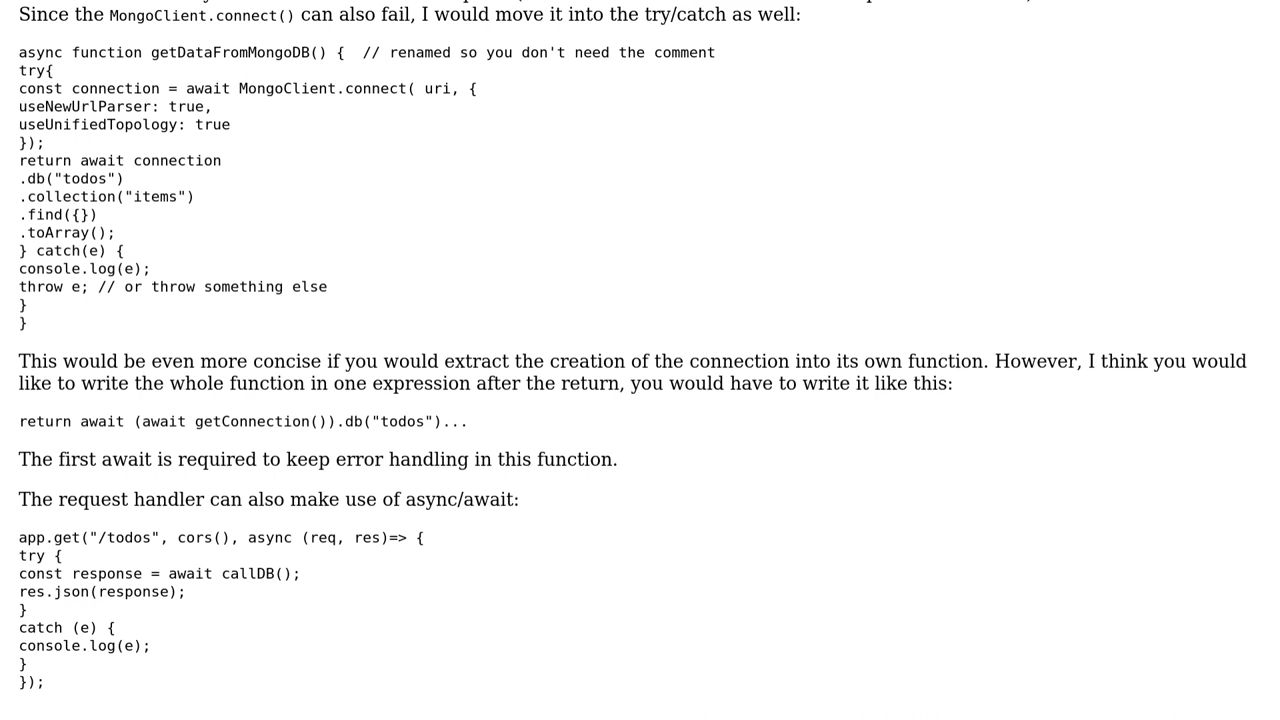 Since the MongoClient.connect() can also fail, I would move it into the try/catch as well:
async function getDataFromMongoDB() {  // renamed so you don't need the comment
try{
const connection = await MongoClient.connect( uri, {
useNewUrlParser: true,
useUnifiedTopology: true
});
return await connection
.db("todos")
.collection("items")
.find({})
.toArray();
} catch(e) {
console.log(e);
throw e; // or throw something else
}
}
This would be even more concise if you would extract the creation of the connection into its own function. However, I think you would
like to write the whole function in one expression after the return, you would have to write it like this:
return await (await getConnection()).db("todos")...
The first await is required to keep error handling in this function.
The request handler can also make use of async/await:
app.get("/todos", cors(), async (req, res)=> {
try {
const response = await callDB();
res.json(response);
}
catch (e) {
console.log(e);
}
});